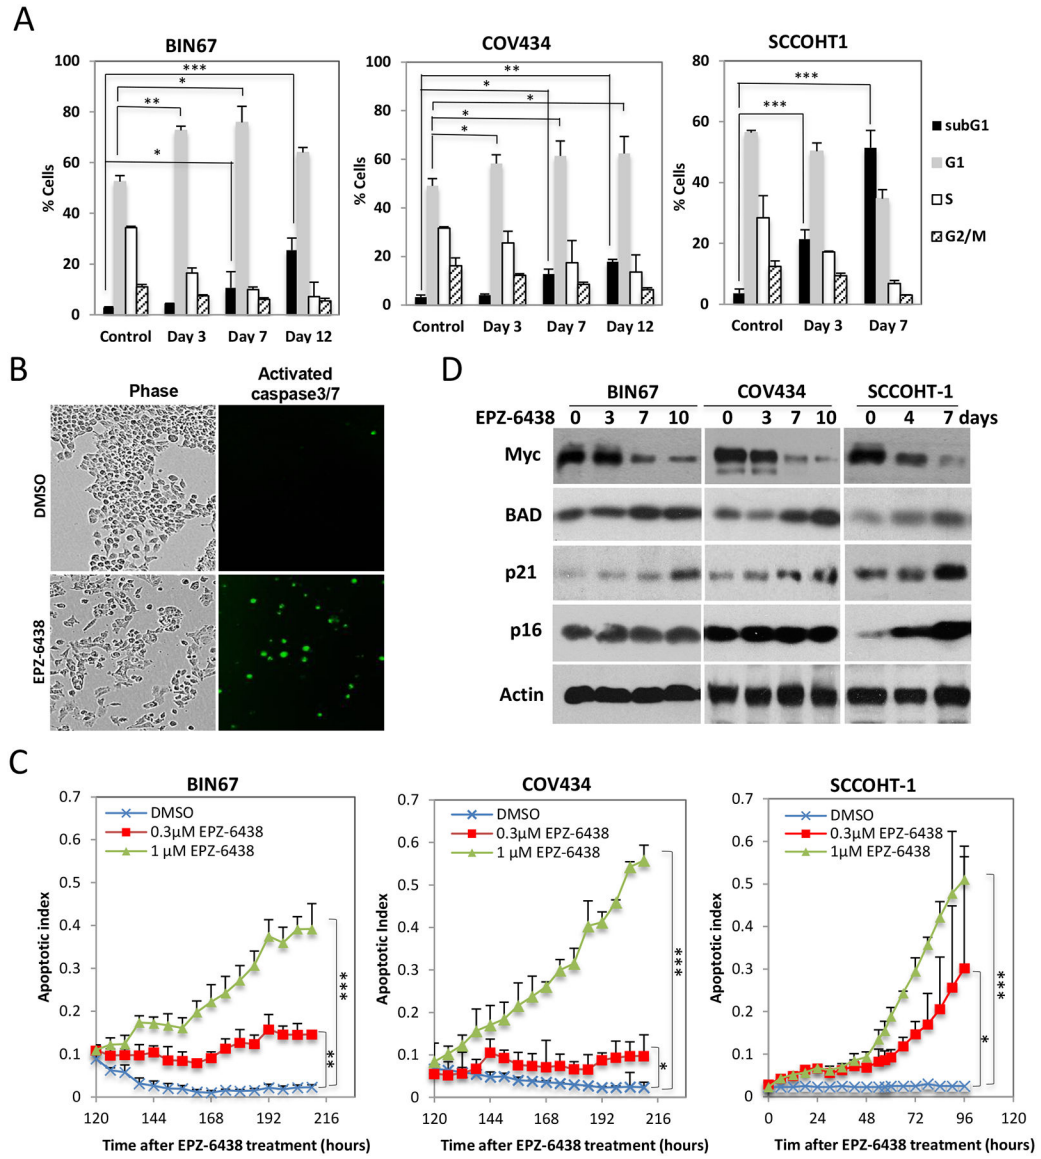 A
BIN67
COV434
SCCOHT1
100
80
60
40
20
0
% Cells
***
*
**
*
Control Day 3 Day 7 Day 12
100
80
60
40
20
0
% Cells
**
*
*
*
*
Control Day 3 Day 7 Day 12
80
60
40
20
0
% Cells
***
***
Control Day 3 Day 7
subG1
G1
S
G2/M
B
Phase
Activated
caspase3/7
DMSO
EPZ-6438
D
BIN67 COV434 SCCOHT-1
EPZ-6438 0 3 7 10 0 3 7 10 0 4 7 days
Myc
BAD
p21
p16
Actin
C
BIN67
0.7
0.6
0.5
0.4
0.3
0.2
0.1
0
Apoptotic index
DMSO
0.3µM EPZ-6438
1 µM EPZ-6438
***
**
120 144 168 192 216
Time after EPZ-6438 treatment (hours)
COV434
0.7
0.6
0.5
0.4
0.3
0.2
0.1
0
Apoptotic Index
DMSO
0.3µM EPZ-6438
1 µM EPZ-6438
***
*
120 144 168 192 216
Time after EPZ-6438 treatment (hours)
SCCOHT-1
0.7
0.6
0.5
0.4
0.3
0.2
0.1
0
Apoptotic index
DMSO
0.3µM EPZ-6438
1µM EPZ-6438
***
*
0 24 48 72 96 120
Tim after EPZ-6438 treatment (hours)